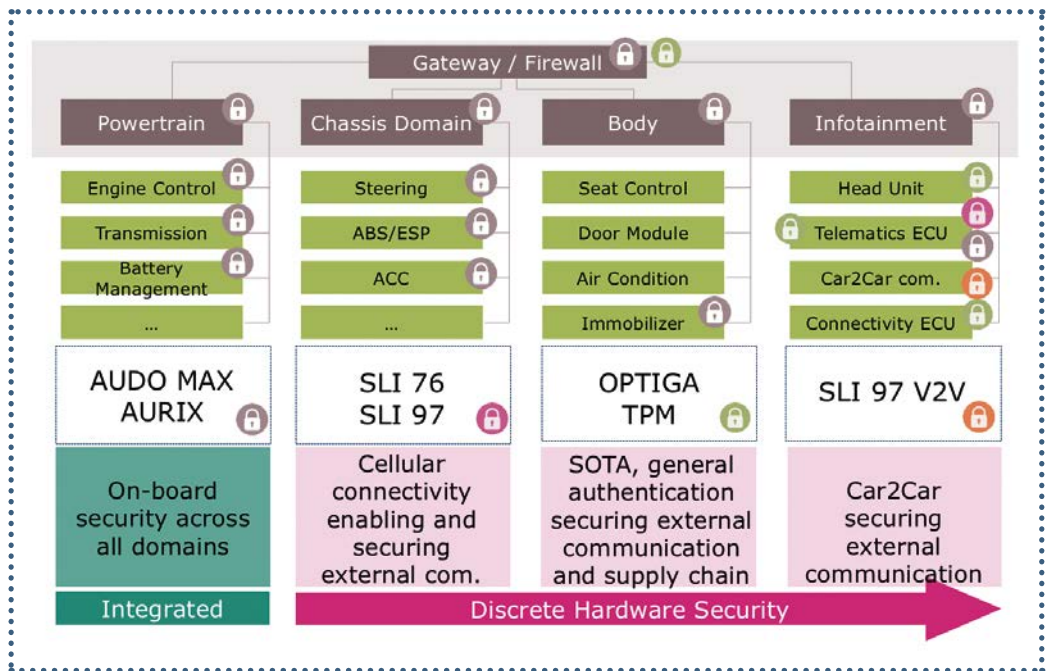 Gateway / Firewall
Powertrain
Chassis Domain
Body
Infotainment
Engine Control
Steering
Seat Control
Head Unit
Transmission
ABS/ESP
Door Module
Telematics ECU
Battery
Management
ACC
Air Condition
Car2Car com.
...
...
Immobilizer
Connectivity ECU
AUDO MAX
AURIX
SLI 76
SLI 97
OPTIGA
TPM
SLI 97 V2V
On-board
security across
all domains
Cellular
connectivity
enabling and
securing
external com.
SOTA, general
authentication
securing external
communication
and supply chain
Car2Car
securing
external
communication
Integrated
Discrete Hardware Security